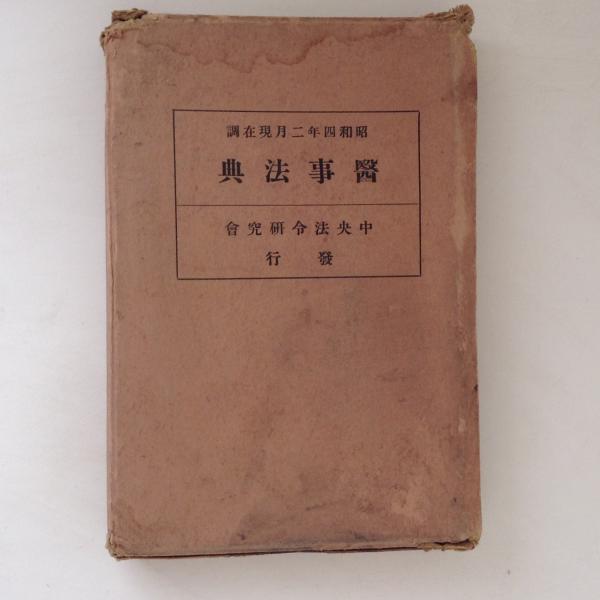 昭和四年二月現在調
醫事法典
中央法令硏究會
發行